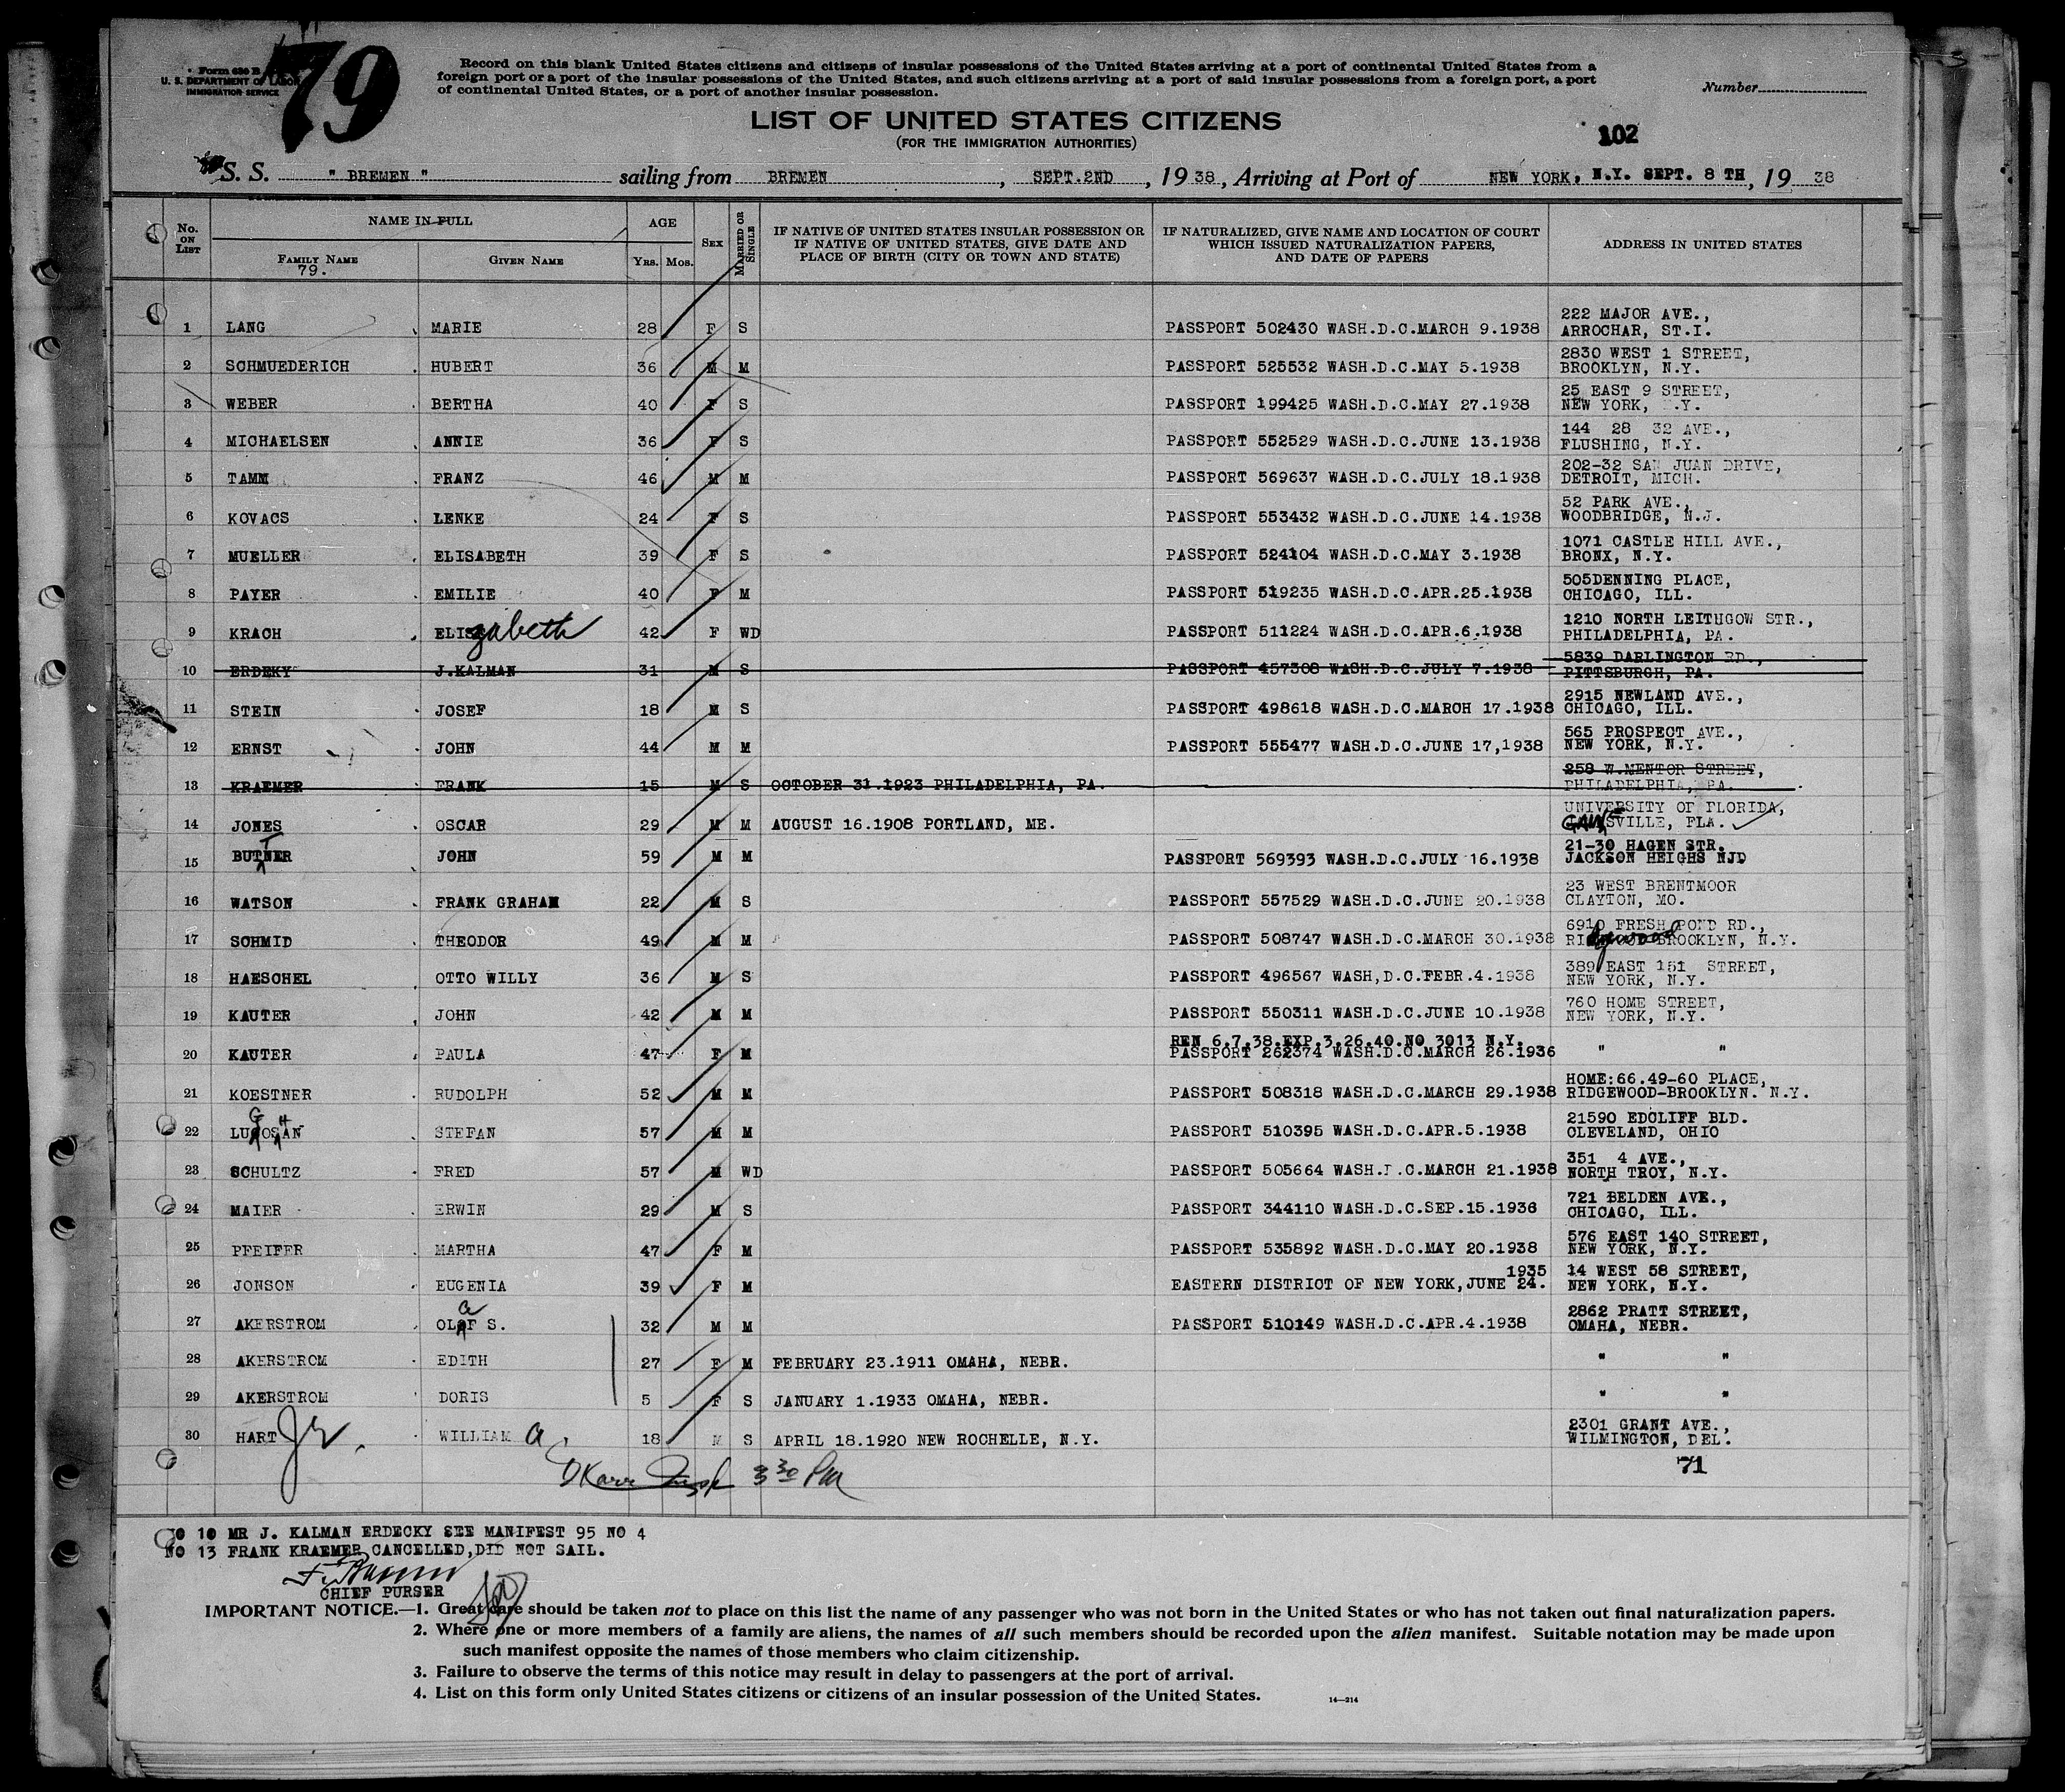 79
Form 630 B
U. S. DEPARTMENT OF LABOR
IMMIGRATION SERVICE
Record on this blank United States citizens and citizens of insular possessions of the United States arriving at a port of continental United States from a
foreign port or a port of the insular possessions of the United States, and such citizens arriving at a port of said insular possessions from a foreign port, a port
of continental United States, or a port of another insular possession.
Number
LIST OF UNITED STATES CITIZENS
(FOR THE IMMIGRATION AUTHORITIES)
102
S. S. " BREMEN " sailing from BREMEN, SEPT.2ND, 1938, Arriving at Port of NEW YORK, N.Y. SEPT. 8 TH, 19 38
No. ON LIST NAME IN FULL AGE SEX MARRIED OR SINGLE IF NATIVE OF UNITED STATES INSULAR POSSESSION OR IF NATIVE OF UNITED STATES, GIVE DATE AND PLACE OF BIRTH (CITY OR TOWN AND STATE) IF NATURALIZED, GIVE NAME AND LOCATION OF COURT WHICH ISSUED NATURALIZATION PAPERS, AND DATE OF PAPERS ADDRESS IN UNITED STATES
FAMILY NAME GIVEN NAME YRS. MOS.
79.
1 LANG MARIE 28 F S PASSPORT 502430 WASH.D.C.MARCH 9.1938 222 MAJOR AVE., ARROCHAR, ST.I.
2 SCHMUEDERICH HUBERT 36 M M PASSPORT 525532 WASH.D.C.MAY 5.1938 2830 WEST 1 STREET, BROOKLYN, N.Y.
3 WEBER BERTHA 40 F S PASSPORT 199425 WASH.D.C.MAY 27.1938 25 EAST 9 STREET, NEW YORK, N.Y.
4 MICHAELSEN ANNIE 36 F S PASSPORT 552529 WASH.D.C.JUNE 13.1938 144 28 32 AVE., FLUSHING, N.Y.
5 TAMM FRANZ 46 M M PASSPORT 569637 WASH.D.C.JULY 18.1938 202-32 SAN JUAN DRIVE, DETROIT, MICH.
6 KOVACS LENKE 24 F S PASSPORT 553432 WASH.D.C.JUNE 14.1938 52 PARK AVE., WOODBRIDGE, N.J.
7 MUELLER ELISABETH 39 F S PASSPORT 524104 WASH.D.C.MAY 3.1938 1071 CASTLE HILL AVE., BRONX, N.Y.
8 PAYER EMILIE 40 F M PASSPORT 519235 WASH.D.C.APR.25.1938 505DENNING PLACE, CHICAGO, ILL.
9 KRACH ELIzabeth 42 F WD PASSPORT 511224 WASH.D.C.APR.6.1938 1210 NORTH LEITUGOW STR., PHILADELPHIA, PA.
10 ERDEKY J.KALMAN 31 M S PASSPORT 457308 WASH.D.C.JULY 7.1938 5839 DARLINGTON RD., PITTSBURGH, PA.
11 STEIN JOSEF 18 M S PASSPORT 498618 WASH.D.C.MARCH 17.1938 2915 NEWLAND AVE., CHICAGO, ILL.
12 ERNST JOHN 44 M M PASSPORT 555477 WASH.D.C.JUNE 17,1938 565 PROSPECT AVE., NEW YORK, N.Y.
13 KRAEMER FRANK 15 M S OCTOBER 31.1923 PHILADELPHIA, PA. 258 W.MENTOR STREET, PHILADELPHIA, PA.
14 JONES OSCAR 29 M M AUGUST 16.1908 PORTLAND, ME. UNIVERSITY OF FLORIDA, GAINESVILLE, FLA.
15 BUTTNER JOHN 59 M M PASSPORT 569393 WASH.D.C.JULY 16.1938 21-30 HAGEN STR. JACKSON HEIGHS NJD
16 WATSON FRANK GRAHAM 22 M S PASSPORT 557529 WASH.D.C.JUNE 20.1938 23 WEST BRENTMOOR CLAYTON, MO.
17 SCHMID THEODOR 49 M M PASSPORT 508747 WASH.D.C.MARCH 30.1938 6910 FRESH POND RD., RIdgewood BROOKLYN, N.Y.
18 HAESCHEL OTTO WILLY 36 M S PASSPORT 496567 WASH,D.C.FEBR.4.1938 389 EAST 151 STREET, NEW YORK, N.Y.
19 KAUTER JOHN 42 M M PASSPORT 550311 WASH.D.C.JUNE 10.1938 760 HOME STREET, NEW YORK, N.Y.
REN 6.7.38.EXP.3.26.40.NO 3013 N.Y.
20 KAUTER PAULA 47 F M PASSPORT 262374 WASH.D.C.MARCH 26.1936 " "
21 KOESTNER RUDOLPH 52 M M PASSPORT 508318 WASH.D.C.MARCH 29.1938 HOME:66.49-60 PLACE, RIDGEWOOD-BROOKLYN. N.Y.
22 LUGOSHAN STEFAN 57 M M PASSPORT 510395 WASH.D.C.APR.5.1938 21590 EDCLIFF BLD. CLEVELAND, OHIO
23 SCHULTZ FRED 57 M WD PASSPORT 505664 WASH.D.C.MARCH 21.1938 351 4 AVE., NORTH TROY, N.Y.
24 MAIER ERWIN 29 M S PASSPORT 344110 WASH.D.C.SEP.15.1936 721 BELDEN AVE., CHICAGO, ILL.
25 PFEIFER MARTHA 47 F M PASSPORT 535892 WASH.D.C.MAY 20.1938 576 EAST 140 STREET, NEW YORK, N.Y.
26 JONSON EUGENIA 39 F M EASTERN DISTRICT OF NEW YORK,JUNE 24. 1935 14 WEST 58 STREET, NEW YORK, N.Y.
27 AKERSTROM OLaF S. 32 M M PASSPORT 510149 WASH.D.C.APR.4.1938 2862 PRATT STREET, OMAHA, NEBR.
28 AKERSTROM EDITH 27 F M FEBRUARY 23.1911 OMAHA, NEBR. " "
29 AKERSTROM DORIS 5 F S JANUARY 1.1933 OMAHA, NEBR. " "
30 HART Jr. WILLIAM a. 18 M S APRIL 18.1920 NEW ROCHELLE, N.Y. 2301 GRANT AVE., WILMINGTON, DEL.
3 30 PM
71
NO 10 MR J. KALMAN ERDECKY SEE MANIFEST 95 NO 4
NO 13 FRANK KRAEMER CANCELLED,DID NOT SAIL.
CHIEF PURSER
IMPORTANT NOTICE.—1. Great care should be taken not to place on this list the name of any passenger who was not born in the United States or who has not taken out final naturalization papers.
2. Where one or more members of a family are aliens, the names of all such members should be recorded upon the alien manifest. Suitable notation may be made upon
such manifest opposite the names of those members who claim citizenship.
3. Failure to observe the terms of this notice may result in delay to passengers at the port of arrival.
4. List on this form only United States citizens or citizens of an insular possession of the United States.
14—214